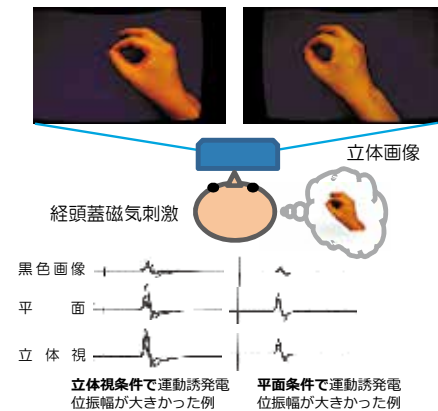 立体画像
経頭蓋磁気刺激
黒色画像
平面
立体視
立体視条件で運動誘発電
位振幅が大きかった例
平面条件で運動誘発電
位振幅が大きかった例